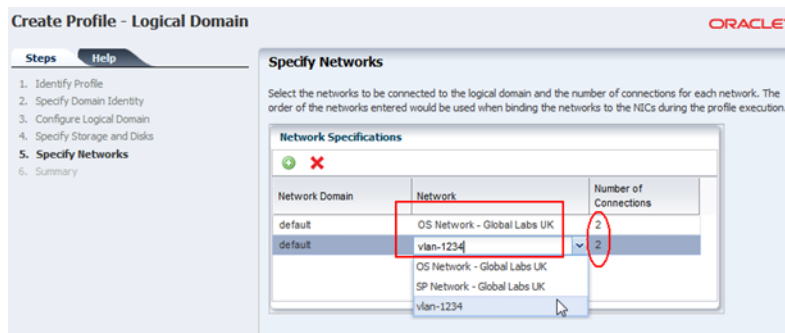 Create Profile - Logical Domain
ORACLE
Steps Help
1. Identify Profile
2. Specify Domain Identity
3. Configure Logical Domain
4. Specify Storage and Disks
5. Specify Networks
6. Summary
Specify Networks
Select the networks to be connected to the logical domain and the number of connections for each network. The
order of the networks entered would be used when binding the networks to the NICs during the profile execution.
Network Specifications
Network Domain Network Number of Connections
default OS Network - Global Labs UK 2
default vlan-1234 2
OS Network - Global Labs UK
SP Network - Global Labs UK
vlan-1234